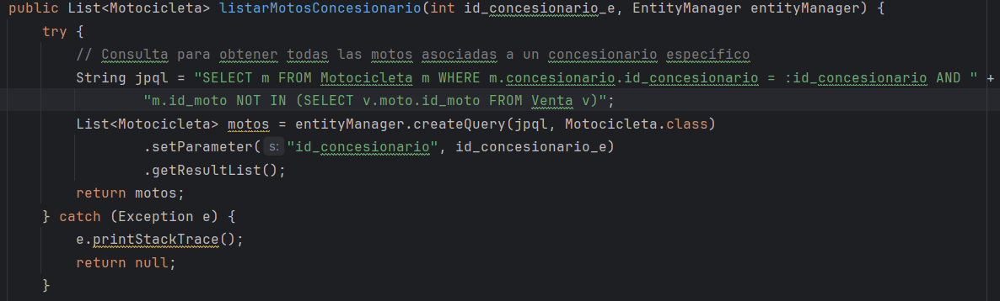 public List<Motocicleta> listarMotosConcesionario(int id_concesionario_e, EntityManager entityManager) {
try {
// Consulta para obtener todas las motos asociadas a un concesionario específico
String jpql = "SELECT m FROM Motocicleta m WHERE m.concesionario.id_concesionario = :id_concesionario AND " +
"m.id_moto NOT IN (SELECT v.moto.id_moto FROM Venta v)";
List<Motocicleta> motos = entityManager.createQuery(jpql, Motocicleta.class)
.setParameter( s: "id_concesionario", id_concesionario_e)
.getResultList();
return motos;
} catch (Exception e) {
e.printStackTrace();
return null;
}